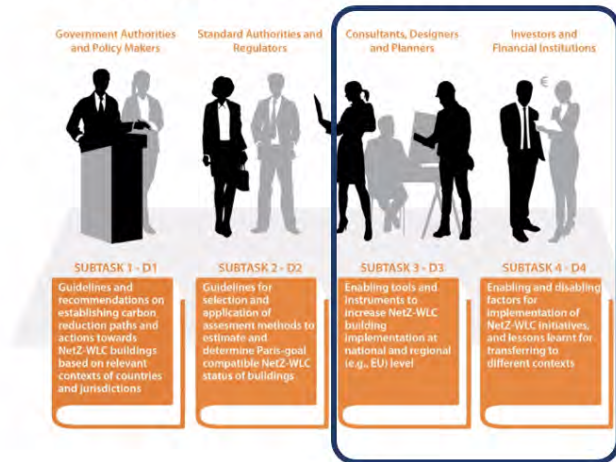 Government Authorities
and Policy Makers
Standard Authorities and
Regulators
Consultants, Designers
and Planners
Investors and
Financial Institutions
€
SUBTASK 1 - D1
Guidelines and
recommendations on
establishing carbon
reduction paths and
actions towards
NetZ-WLC buildings
based on relevant
contexts of countries
and jurisdictions
SUBTASK 2 - D2
Guidelines for
selection and
application of
assesment methods to
estimate and
determine Paris-goal
compatible NetZ-WLC
status of buildings
SUBTASK 3 - D3
Enabling tools and
instruments to
increase NetZ-WLC
building
implementation at
national and regional
(e.g., EU) level
SUBTASK 4 - D4
Enabling and disabling
factors for
implementation of
NetZ-WLC initiatives,
and lessons learnt for
transferring to
different contexts